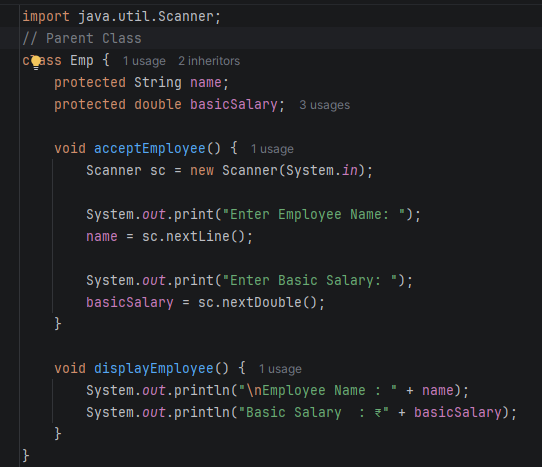 import java.util.Scanner;
// Parent Class
class Emp { 1 usage 2 inheritors
protected String name;
protected double basicSalary; 3 usages
void acceptEmployee() { 1 usage
Scanner sc = new Scanner(System.in);
System.out.print("Enter Employee Name: ");
name = sc.nextLine();
System.out.print("Enter Basic Salary: ");
basicSalary = sc.nextDouble();
}
void displayEmployee() { 1 usage
System.out.println("\nEmployee Name : " + name);
System.out.println("Basic Salary  : ₹" + basicSalary);
}
}